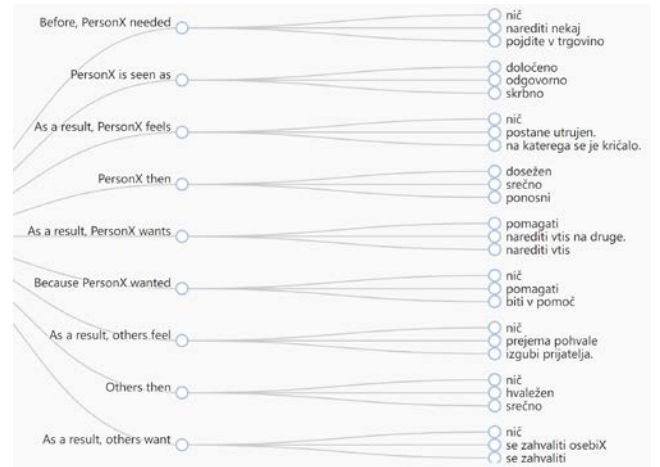 Before, PersonX needed
nič
narediti nekaj
pojdite v trgovino
PersonX is seen as
določeno
odgovorno
skrbno
As a result, PersonX feels
nič
postane utrujen.
na katerega se je kričalo.
PersonX then
dosežen
srečno
ponosni
As a result, PersonX wants
pomagati
narediti vtis na druge.
narediti vtis
Because PersonX wanted
nič
pomagati
biti v pomoč
As a result, others feel
nič
prejema pohvale
izgubi prijatelja.
Others then
nič
hvaležen
srečno
As a result, others want
nič
se zahvaliti osebiX
se zahvaliti